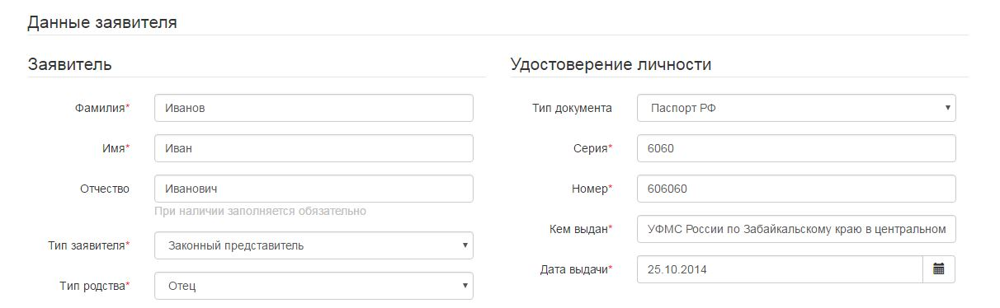 Данные заявителя
Заявитель
Фамилия* Иванов
Имя* Иван
Отчество Иванович
При наличии заполняется обязательно
Тип заявителя* Законный представитель
Тип родства* Отец
Удостоверение личности
Тип документа Паспорт РФ
Серия* 6060
Номер* 606060
Кем выдан* УФМС России по Забайкальскому краю в центральном
Дата выдачи* 25.10.2014